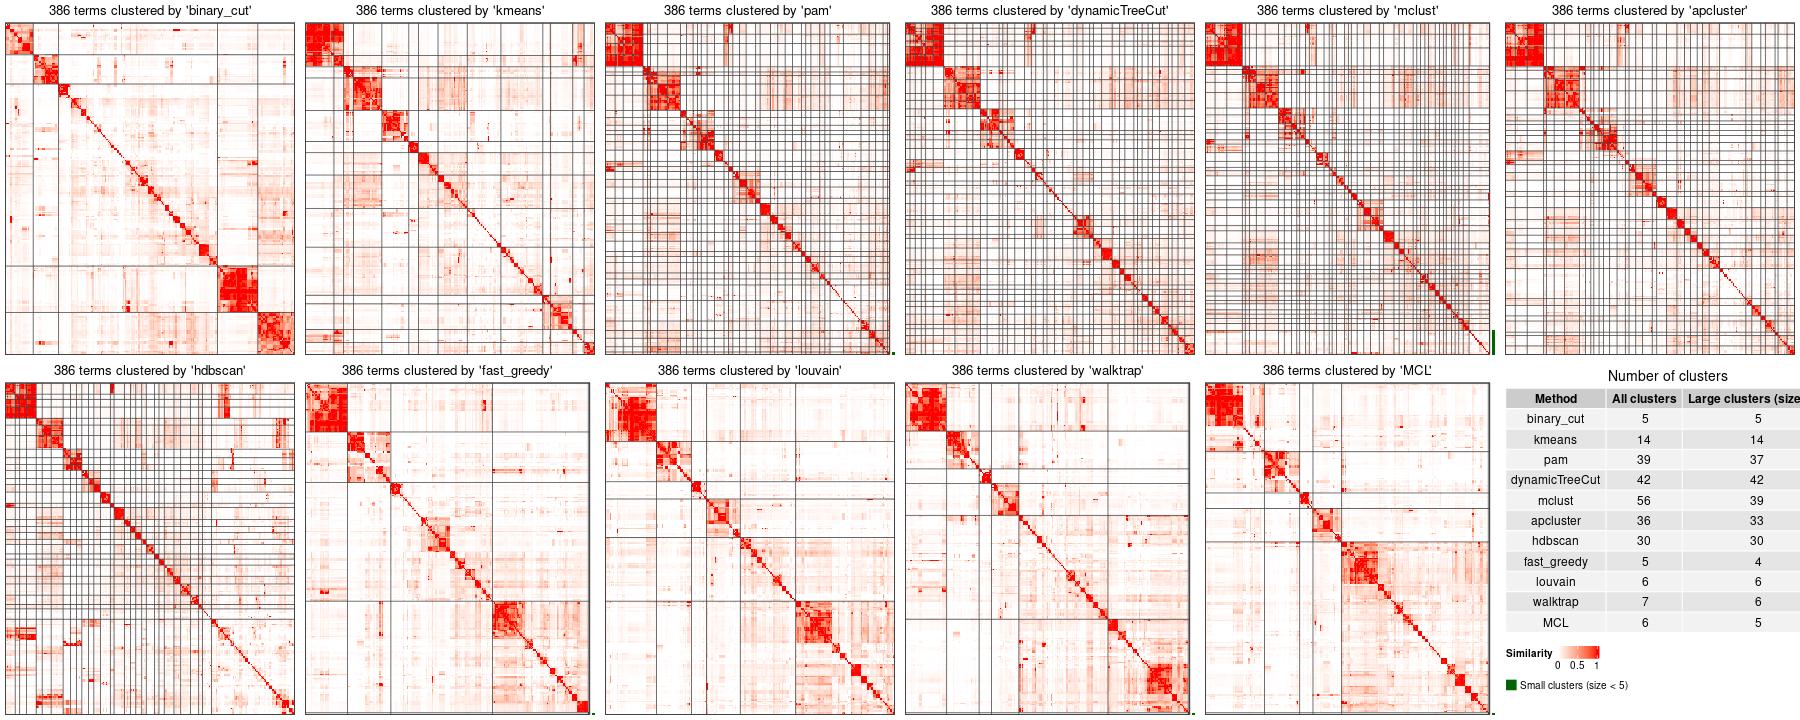 386 terms clustered by 'binary_cut'
386 terms clustered by 'kmeans'
386 terms clustered by 'pam'
386 terms clustered by 'dynamicTreeCut'
386 terms clustered by 'mclust'
386 terms clustered by 'apcluster'
386 terms clustered by 'hdbscan'
386 terms clustered by 'fast_greedy'
386 terms clustered by 'louvain'
386 terms clustered by 'walktrap'
386 terms clustered by 'MCL'
Number of clusters
Method All clusters Large clusters (size
binary_cut 5 5
kmeans 14 14
pam 39 37
dynamicTreeCut 42 42
mclust 56 39
apcluster 36 33
hdbscan 30 30
fast_greedy 5 4
louvain 6 6
walktrap 7 6
MCL 6 5
Similarity
0 0.5 1
Small clusters (size < 5)